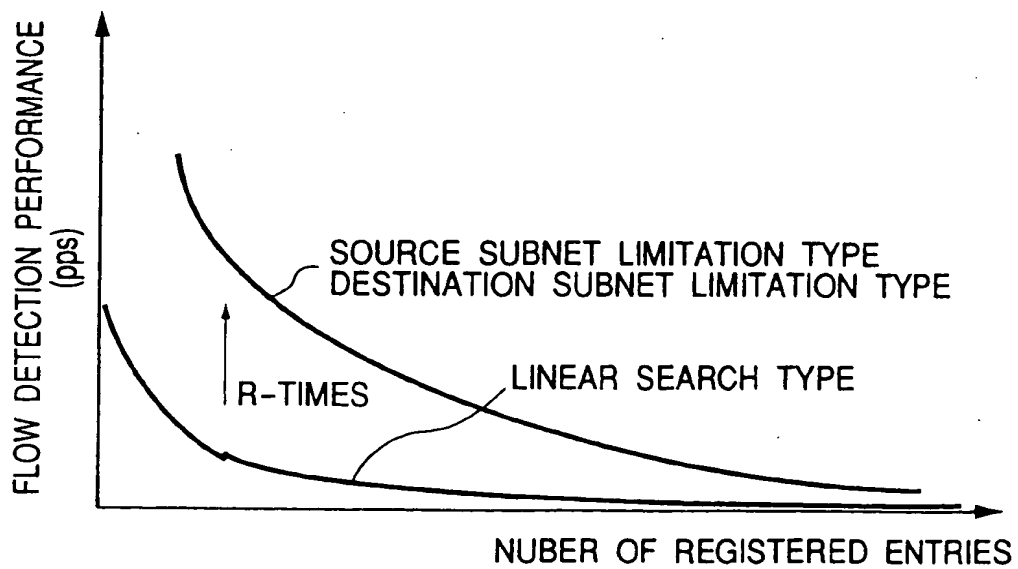 FLOW DETECTION PERFORMANCE
(pps)
SOURCE SUBNET LIMITATION TYPE
DESTINATION SUBNET LIMITATION TYPE
LINEAR SEARCH TYPE
R-TIMES
NUBER OF REGISTERED ENTRIES